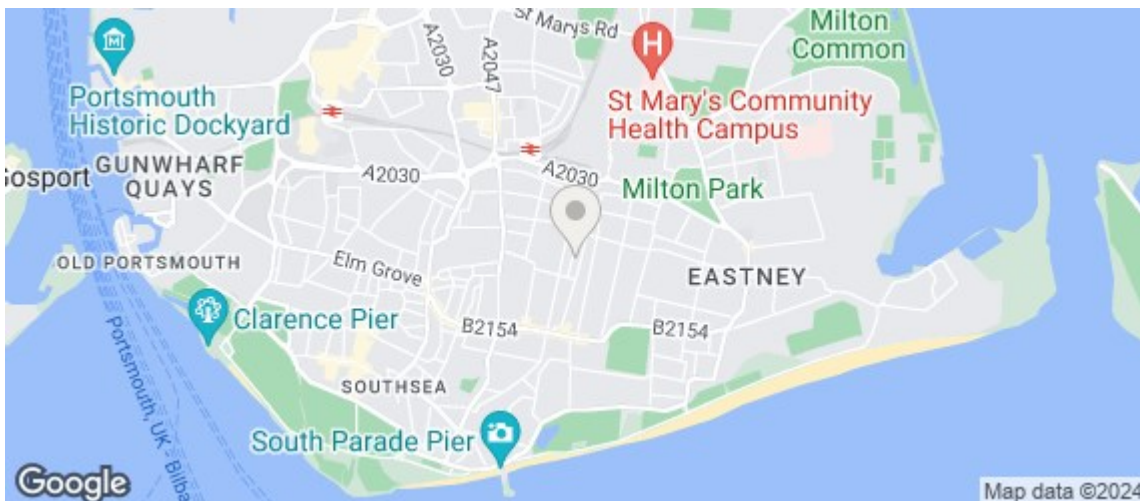 St Marys Rd
Milton
Common
A2030
A2047
H
Portsmouth
Historic Dockyard
St Mary's Community
Health Campus
GUNWHARF
QUAYS
Gosport
A2030
A2030
Milton Park
OLD PORTSMOUTH
Elm Grove
EASTNEY
Clarence Pier
B2154
B2154
SOUTHSEA
Portsmouth, UK - Bilba
South Parade Pier
Google
Map data ©2024